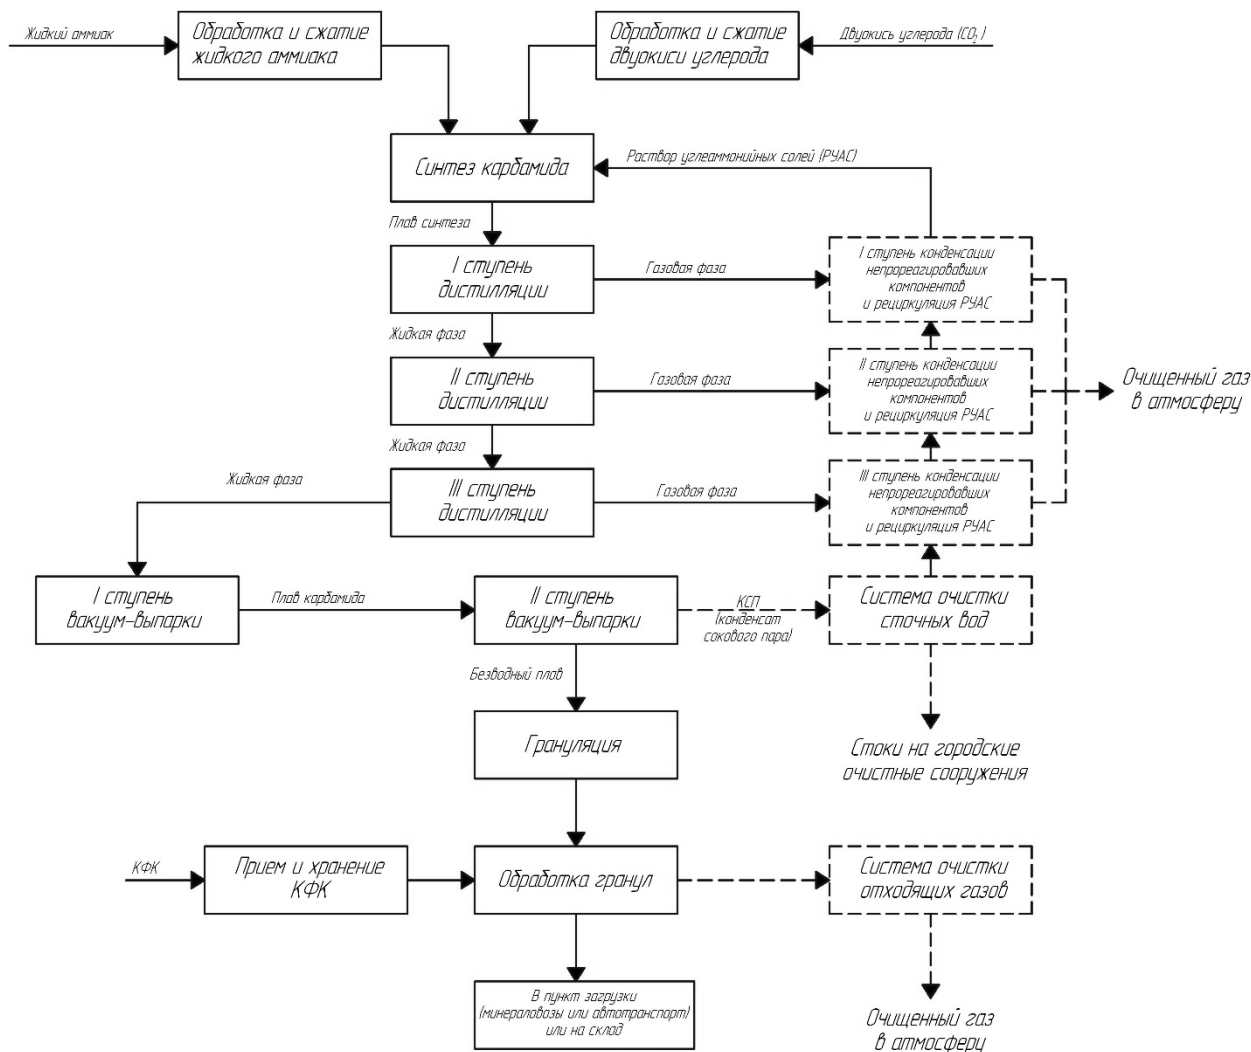 Жидкий аммиак
Обработка и сжатие
жидкого аммиака
Обработка и сжатие
двуокиси углерода
Двуокись углерода (CO₂)
Синтез карбамида
Раствор углеаммонийных солей (РУАС)
Плав синтеза
I ступень
дистилляции
Газовая фаза
I ступень конденсации
непрореагировавших
компонентов
и рециркуляция РУАС
Жидкая фаза
II ступень
дистилляции
Газовая фаза
II ступень конденсации
непрореагировавших
компонентов
и рециркуляция РУАС
Очищенный газ
в атмосферу
Жидкая фаза
Жидкая фаза
III ступень
дистилляции
Газовая фаза
III ступень конденсации
непрореагировавших
компонентов
и рециркуляция РУАС
I ступень
вакуум-выпарки
Плав карбамида
II ступень
вакуум-выпарки
КСП
(конденсат
сокового пара)
Система очистки
сточных вад
Безводный плав
Грануляция
Стоки на городские
очистные сооружения
КФК
Прием и хранение
КФК
Обработка гранул
Система очистки
отходящих газов
В пункт загрузки
(минераловозы или автотранспорт)
или на склад
Очищенный газ
в атмосферу